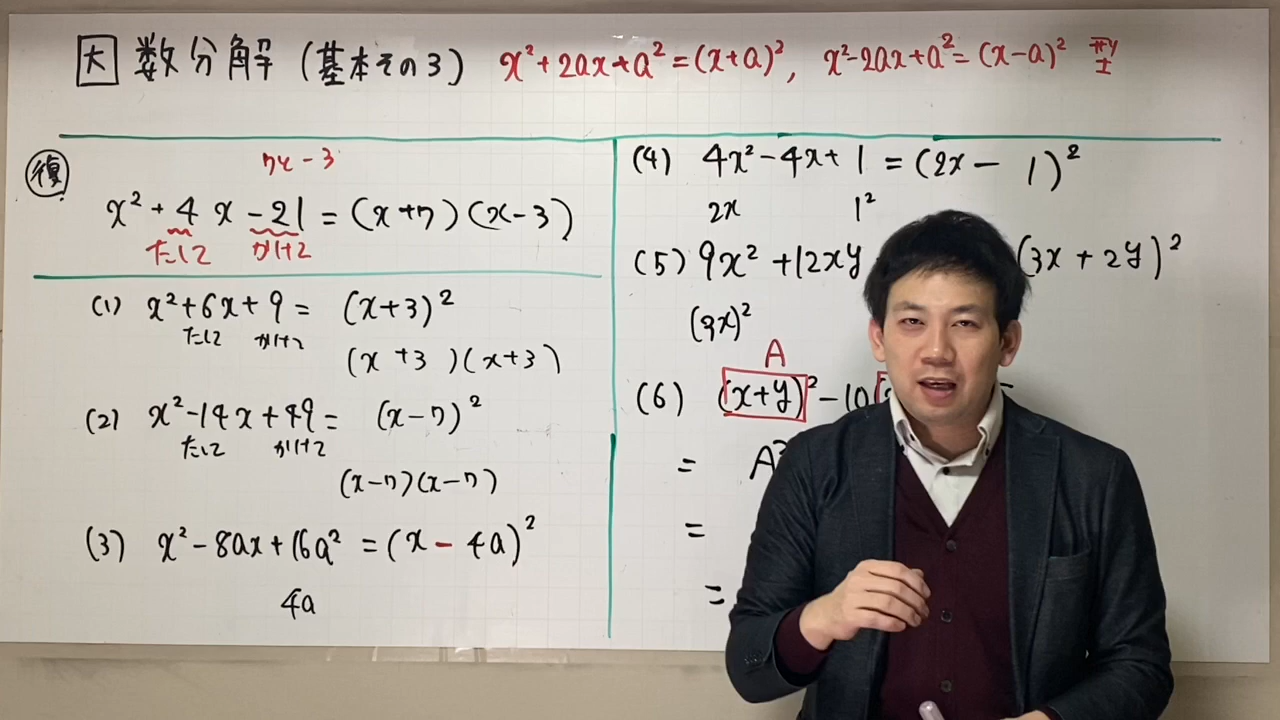 因数分解(基本その3) x²+2ax+a²=(x+a)², x²-2ax+a²=(x-a)² 型
復
7と-3
x²+4x-21=(x+7)(x-3)
たして かけて
(1) x²+6x+9= (x+3)²
たして かけて
(x+3)(x+3)
(2) x²-14x+49= (x-7)²
たして かけて
(x-7)(x-7)
(3) x²-8ax+16a² =(x-4a)²
4a
(4) 4x²-4x+1 =(2x-1)²
2x 1²
(5) 9x²+12xy (3x+2y)²
(3x)²
A
(6) (x+y)²-10 =
= A²
=
=